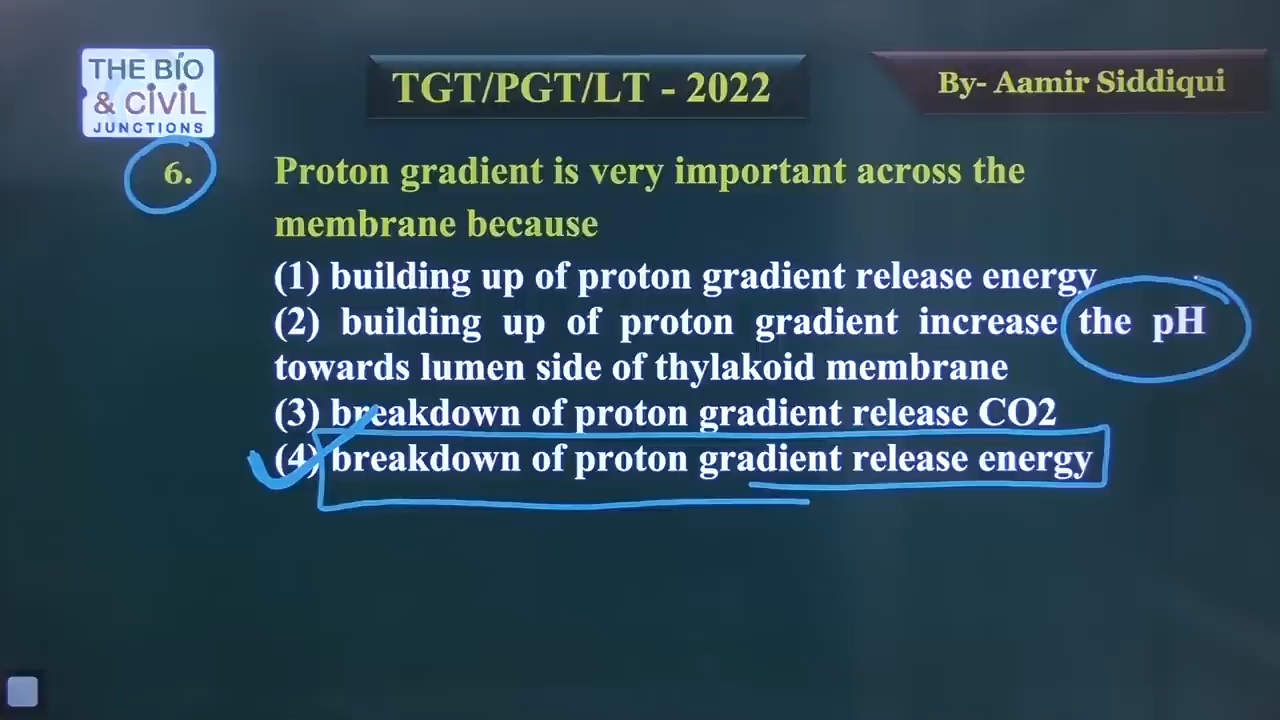 THE BIO
& CIVIL
JUNCTIONS
TGT/PGT/LT - 2022
By- Aamir Siddiqui
6.
Proton gradient is very important across the
membrane because
(1) building up of proton gradient release energy
(2) building up of proton gradient increase the pH
towards lumen side of thylakoid membrane
(3) breakdown of proton gradient release CO2
(4) breakdown of proton gradient release energy